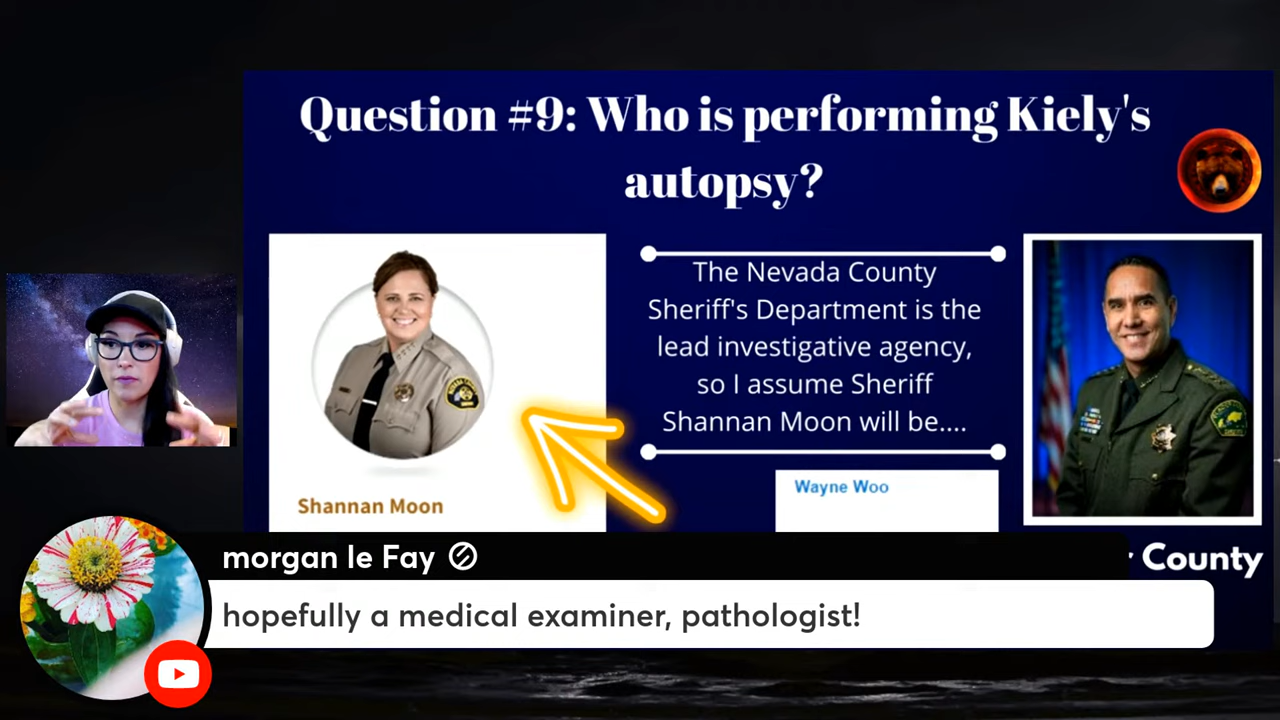 Question #9: Who is performing Kiely's
autopsy?
The Nevada County
Sheriff's Department is the
lead investigative agency,
so I assume Sheriff
Shannan Moon will be....
Shannan Moon
Wayne Woo
County
morgan le Fay
hopefully a medical examiner, pathologist!